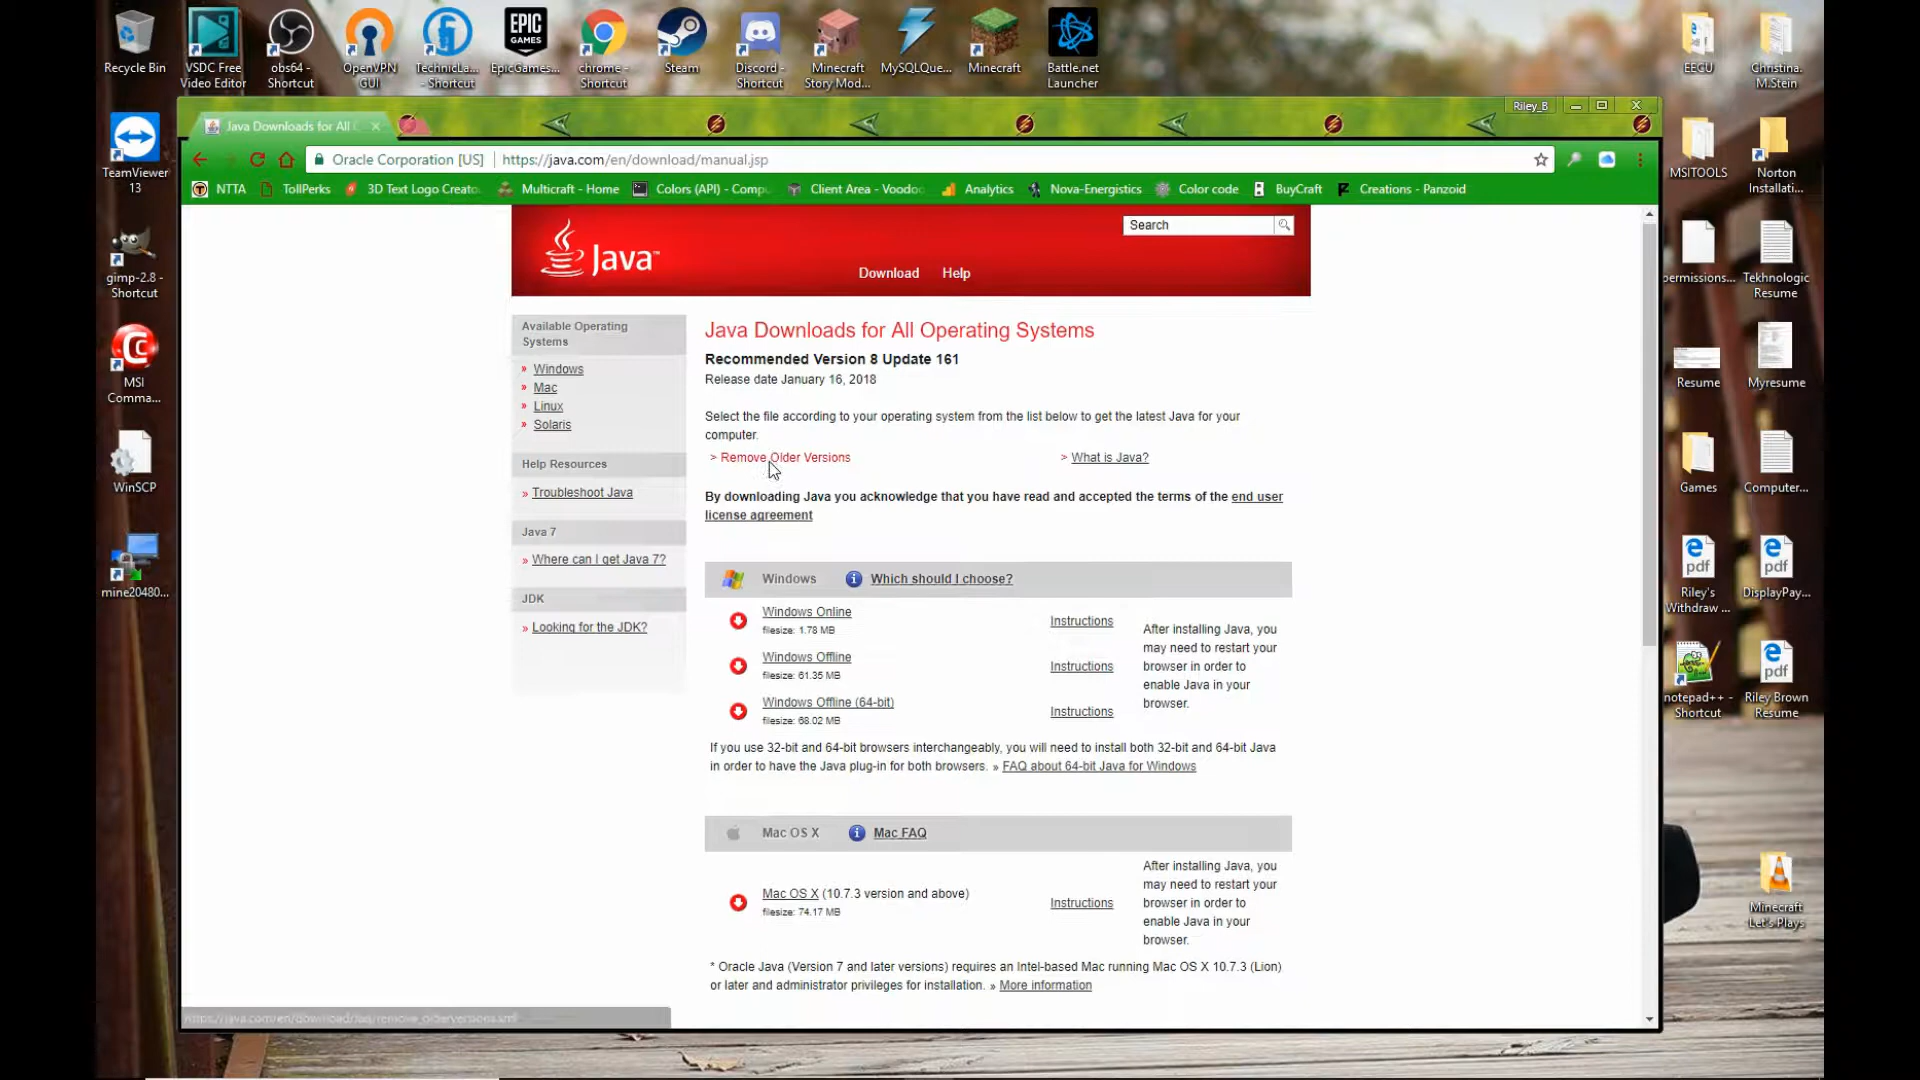 Recycle Bin
VSDC Free
Video Editor
obs64 -
Shortcut
OpenVPN
GUI
TechnicLa...
- Shortcut
EPIC
GAMES
EpicGames...
chrome -
Shortcut
Steam
Discord -
Shortcut
Minecraft
Story Mod...
MySQLQue...
Minecraft
Battle.net
Launcher
EECU
Christina.
M.Stein
TeamViewer
13
gimp-2.8 -
Shortcut
MSI
Comma...
WinSCP
mine20480...
Riley_B
Java Downloads for All
Oracle Corporation [US]
https://java.com/en/download/manual.jsp
NTTA
TollPerks
3D Text Logo Creato
Multicraft - Home
Colors (API) - Comp
Client Area - Voodoo
Analytics
Nova-Energistics
Color code
BuyCraft
Creations - Panzoid
Java™
Search
Download
Help
Available Operating
Systems
» Windows
» Mac
» Linux
» Solaris
Help Resources
» Troubleshoot Java
Java 7
» Where can I get Java 7?
JDK
» Looking for the JDK?
Java Downloads for All Operating Systems
Recommended Version 8 Update 161
Release date January 16, 2018
Select the file according to your operating system from the list below to get the latest Java for your
computer.
> Remove Older Versions
> What is Java?
By downloading Java you acknowledge that you have read and accepted the terms of the end user
license agreement
Windows
Which should I choose?
Windows Online
filesize: 1.78 MB
Instructions
Windows Offline
filesize: 61.35 MB
Instructions
Windows Offline (64-bit)
filesize: 68.02 MB
Instructions
After installing Java, you
may need to restart your
browser in order to
enable Java in your
browser.
If you use 32-bit and 64-bit browsers interchangeably, you will need to install both 32-bit and 64-bit Java
in order to have the Java plug-in for both browsers. » FAQ about 64-bit Java for Windows
Mac OS X
Mac FAQ
Mac OS X (10.7.3 version and above)
filesize: 74.17 MB
Instructions
After installing Java, you
may need to restart your
browser in order to
enable Java in your
browser.
* Oracle Java (Version 7 and later versions) requires an Intel-based Mac running Mac OS X 10.7.3 (Lion)
or later and administrator privileges for installation. » More information
https://java.com/en/download/faq/remove_olderversions.xml
MSITOOLS
Norton
Installati...
permissions...
Tekhnologic
Resume
Resume
Myresume
Games
Computer...
pdf
Riley's
Withdraw ...
pdf
DisplayPay...
notepad++ -
Shortcut
pdf
Riley Brown
Resume
Minecraft
Let's Plays